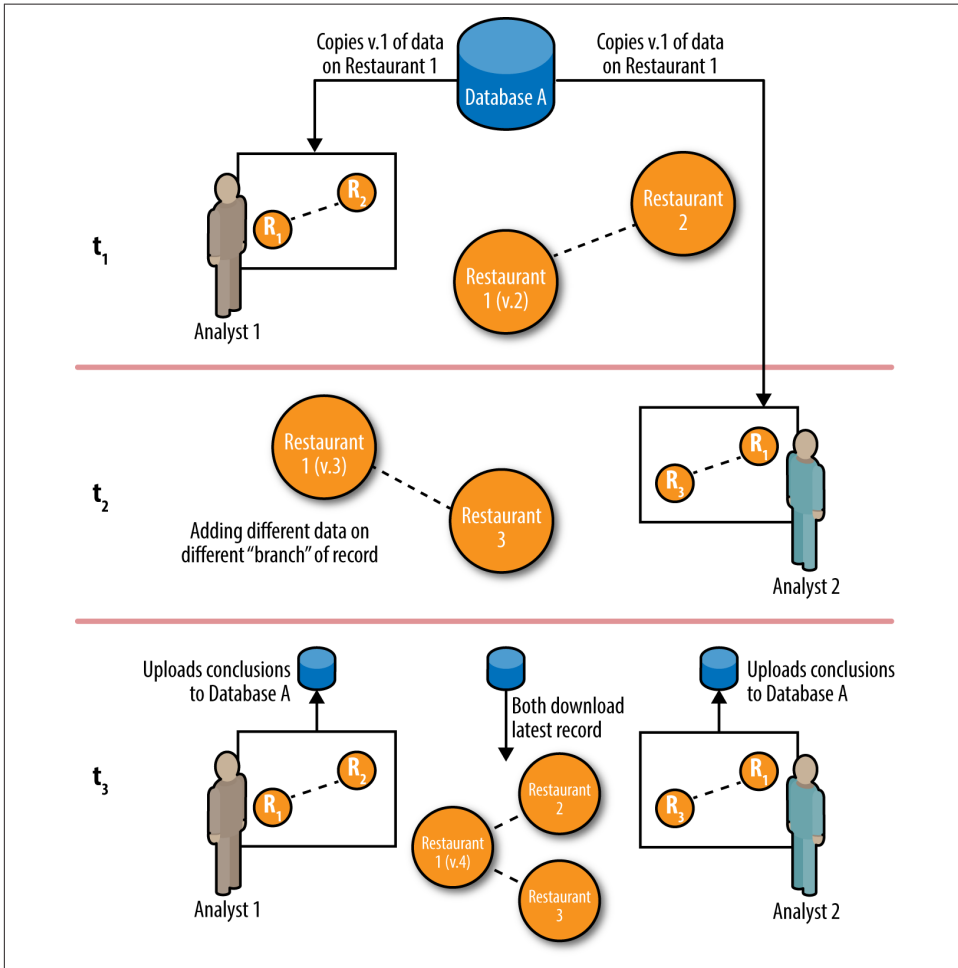 Copies v.1 of data
on Restaurant 1
Copies v.1 of data
on Restaurant 1
Database A
R₁
R₂
Restaurant
2
Restaurant
1 (v.2)
t₁
Analyst 1
Restaurant
1 (v.3)
Restaurant
3
R₁
R₃
t₂
Adding different data on
different “branch” of record
Analyst 2
Uploads conclusions
to Database A
Both download
latest record
Uploads conclusions
to Database A
t₃
R₁
R₂
Restaurant
2
Restaurant
1 (v.4)
Restaurant
3
R₁
R₃
Analyst 1
Analyst 2